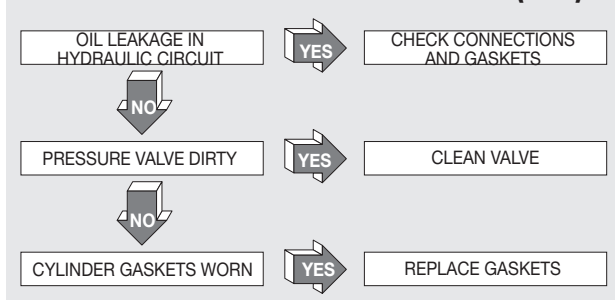 OIL LEAKAGE IN
HYDRAULIC CIRCUIT
YES
CHECK CONNECTIONS
AND GASKETS
NO
PRESSURE VALVE DIRTY
YES
CLEAN VALVE
NO
CYLINDER GASKETS WORN
YES
REPLACE GASKETS